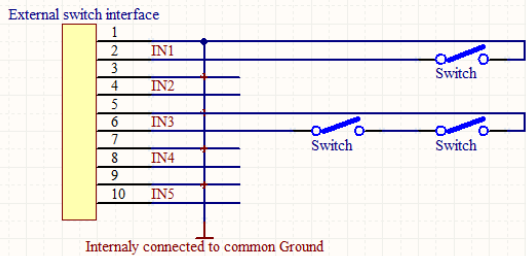 External switch interface
1
2 IN1
3
4 IN2
5
6 IN3
7
8 IN4
9
10 IN5
Switch
Switch Switch
Internaly connected to common Ground